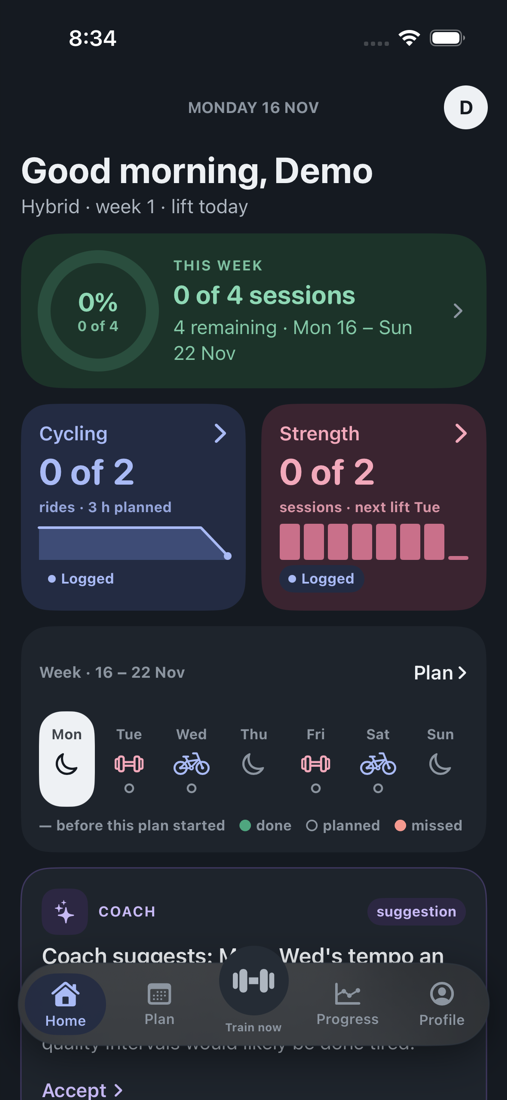 8:34
MONDAY 16 NOV
D
Good morning, Demo
Hybrid · week 1 · lift today
THIS WEEK
0%
0 of 4
0 of 4 sessions
4 remaining · Mon 16 – Sun
22 Nov
Cycling
0 of 2
rides · 3 h planned
Logged
Strength
0 of 2
sessions · next lift Tue
Logged
Week · 16 – 22 Nov
Plan
Mon Tue Wed Thu Fri Sat Sun
— before this plan started done planned missed
COACH
suggestion
Coach suggests: Wed's tempo an
quality intervals would likely be done tired.
Home
Plan
Train now
Progress
Profile
Accept